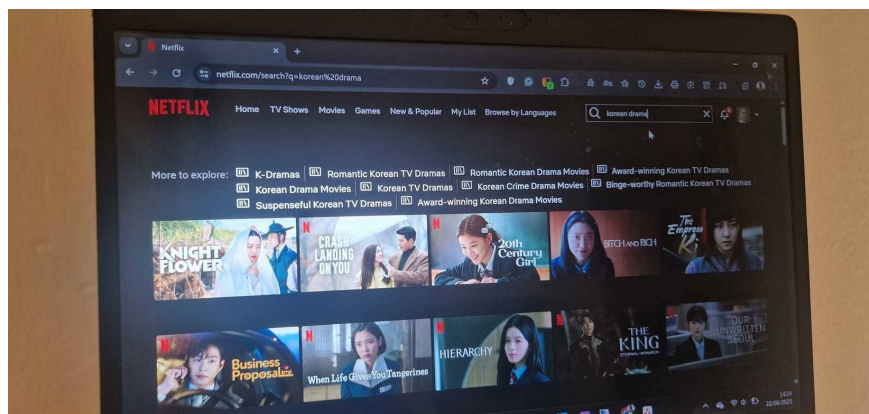 Netflix
netflix.com/search?q=korean%20drama
NETFLIX Home TV Shows Movies Games New & Popular My List Browse by Languages korean drama
More to explore: K-Dramas Romantic Korean TV Dramas Romantic Korean Drama Movies Award-winning Korean TV Dramas
Korean Drama Movies Korean TV Dramas Korean Crime Drama Movies Binge-worthy Romantic Korean TV Dramas
Suspenseful Korean TV Dramas Award-winning Korean Drama Movies
KNIGHT
FLOWER
CRASH
LANDING
ON YOU
20th
Century
Girl
BITCH AND RICH
The
Empress
Ki
Business
Proposal
When Life Gives You Tangerines
HIERARCHY
THE
KING
ETERNAL MONARCH
OUR
UNWRITTEN
SEOUL
14:24
22/08/2025